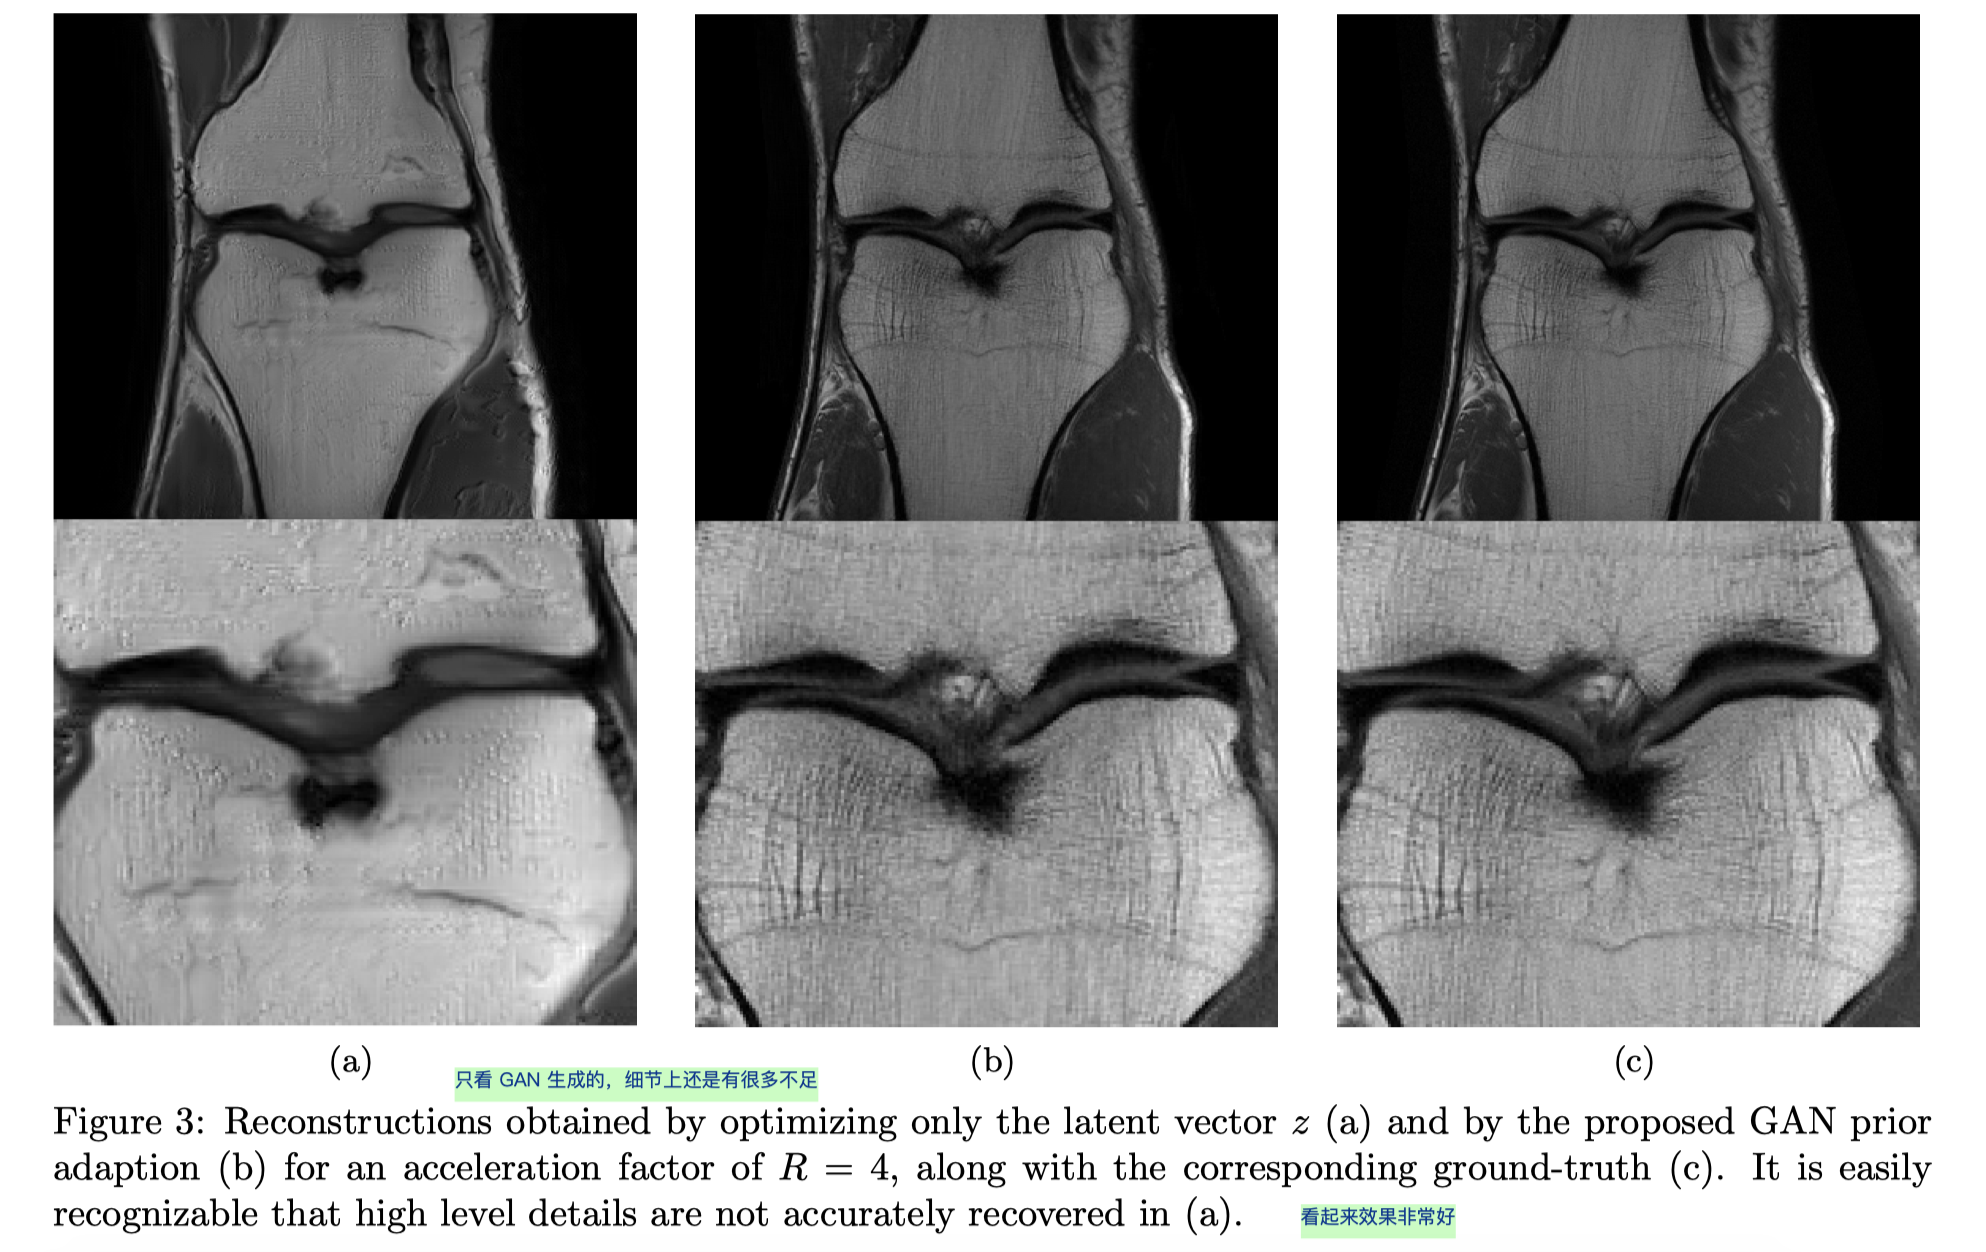 (a)
(b)
(c)
只看 GAN 生成的，细节上还是有很多不足
Figure 3: Reconstructions obtained by optimizing only the latent vector z (a) and by the proposed GAN prior
adaption (b) for an acceleration factor of R = 4, along with the corresponding ground-truth (c). It is easily
recognizable that high level details are not accurately recovered in (a).
看起来效果非常好